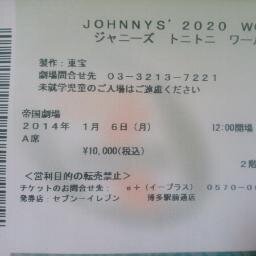 JOHNNYS' 2020 WO
ジャニーズ トニトニ ワール
製作:東宝
劇場問合せ先 03-3213-7221
未就学児童のご入場はご遠慮ください
帝国劇場
2014年 1月 6日(月) 12:00開場
A席
¥10,000(税込)
2階
<営利目的の転売禁止>
チケットのお問合せ先: e+(イープラス) 0570-0
発券店:セブン-イレブン 博多駅前通店